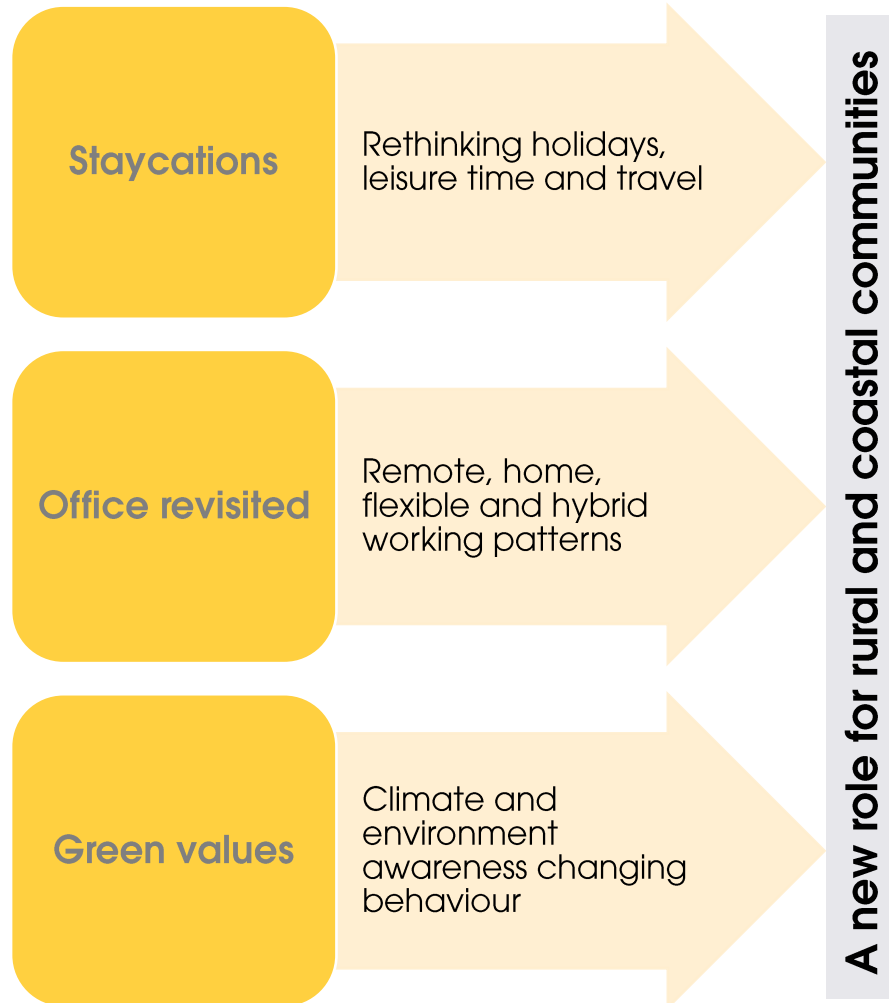 Staycations
Rethinking holidays,
leisure time and travel
Office revisited
Remote, home,
flexible and hybrid
working patterns
Green values
Climate and
environment
awareness changing
behaviour
A new role for rural and coastal communities